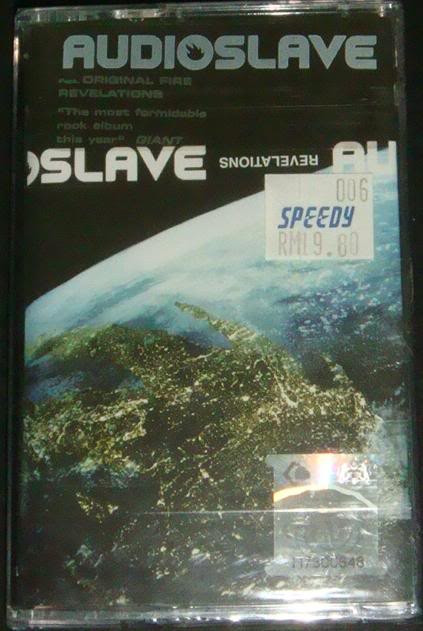 AUDIOSLAVE
Feat. ORIGINAL FIRE
REVELATIONS
"The most formidable
rock album
this year" GIANT
OSLAVE REVELATIONS AU
006
SPEEDY
RM19.80